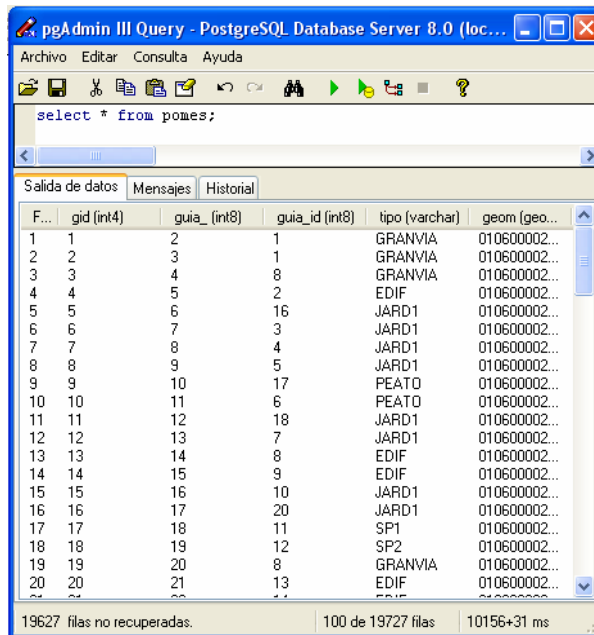 pgAdmin III Query - PostgreSQL Database Server 8.0 (loc...
Archivo Editar Consulta Ayuda
select * from pomes;
Salida de datos Mensajes Historial
F... gid (int4) guia_ (int8) guia_id (int8) tipo (varchar) geom (geo...
1 1 2 1 GRANVIA 010600002...
2 2 3 1 GRANVIA 010600002...
3 3 4 8 GRANVIA 010600002...
4 4 5 2 EDIF 010600002...
5 5 6 16 JARD1 010600002...
6 6 7 3 JARD1 010600002...
7 7 8 4 JARD1 010600002...
8 8 9 5 JARD1 010600002...
9 9 10 17 PEATO 010600002...
10 10 11 6 PEATO 010600002...
11 11 12 18 JARD1 010600002...
12 12 13 7 JARD1 010600002...
13 13 14 8 EDIF 010600002...
14 14 15 9 EDIF 010600002...
15 15 16 10 JARD1 010600002...
16 16 17 20 JARD1 010600002...
17 17 18 11 SP1 010600002...
18 18 19 12 SP2 010600002...
19 19 20 8 GRANVIA 010600002...
20 20 21 13 EDIF 010600002...
19627 filas no recuperadas. 100 de 19727 filas 10156+31 ms